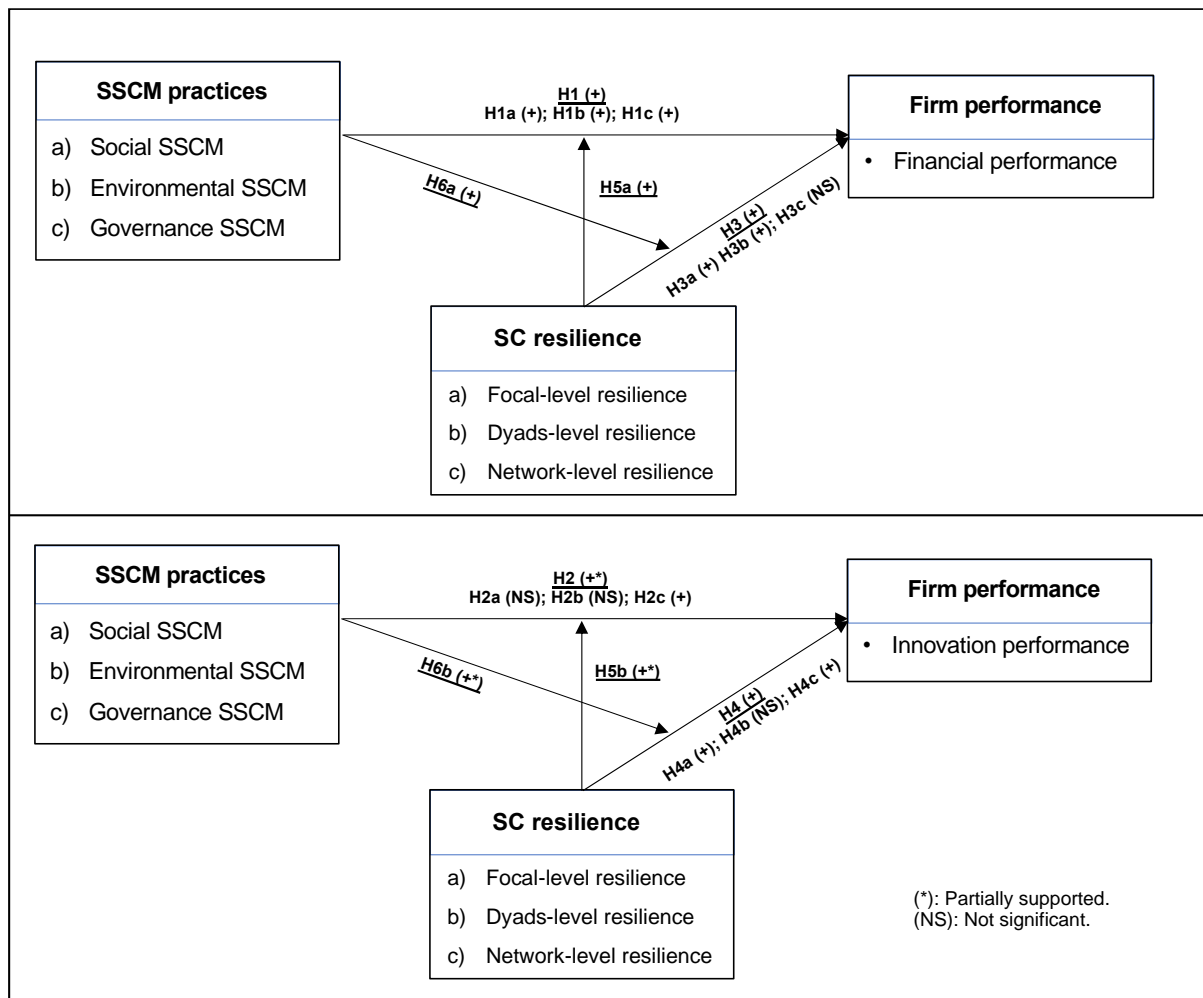 SSCM practices
a) Social SSCM
b) Environmental SSCM
c) Governance SSCM
H1 (+)
H1a (+); H1b (+); H1c (+)
H6a (+)
H5a (+)
H3 (+)
H3a (+) H3b (+); H3c (NS)
Firm performance
• Financial performance
SC resilience
a) Focal-level resilience
b) Dyads-level resilience
c) Network-level resilience
SSCM practices
a) Social SSCM
b) Environmental SSCM
c) Governance SSCM
H2 (+*)
H2a (NS); H2b (NS); H2c (+)
H6b (+*)
H5b (+*)
H4 (+)
H4a (+); H4b (NS); H4c (+)
Firm performance
• Innovation performance
SC resilience
a) Focal-level resilience
b) Dyads-level resilience
c) Network-level resilience
(*): Partially supported.
(NS): Not significant.